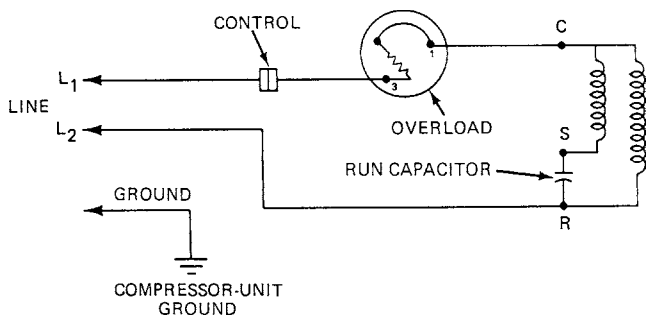 CONTROL
C
L1
1
3
LINE
OVERLOAD
L2
S
RUN CAPACITOR
GROUND
R
COMPRESSOR-UNIT
GROUND